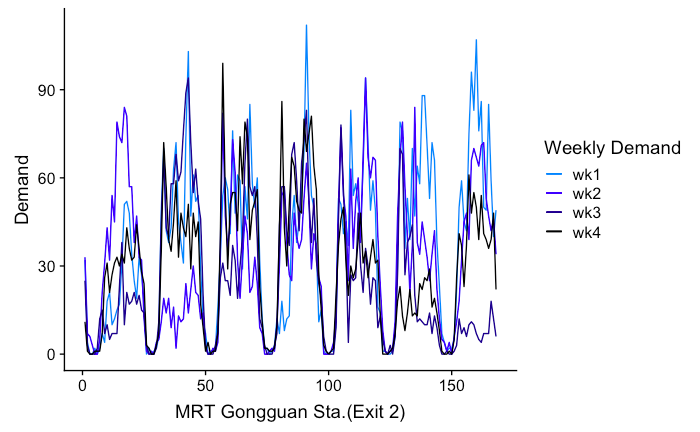 90
60
30
0
Demand
0
50
100
150
MRT Gongguan Sta.(Exit 2)
Weekly Demand
wk1
wk2
wk3
wk4